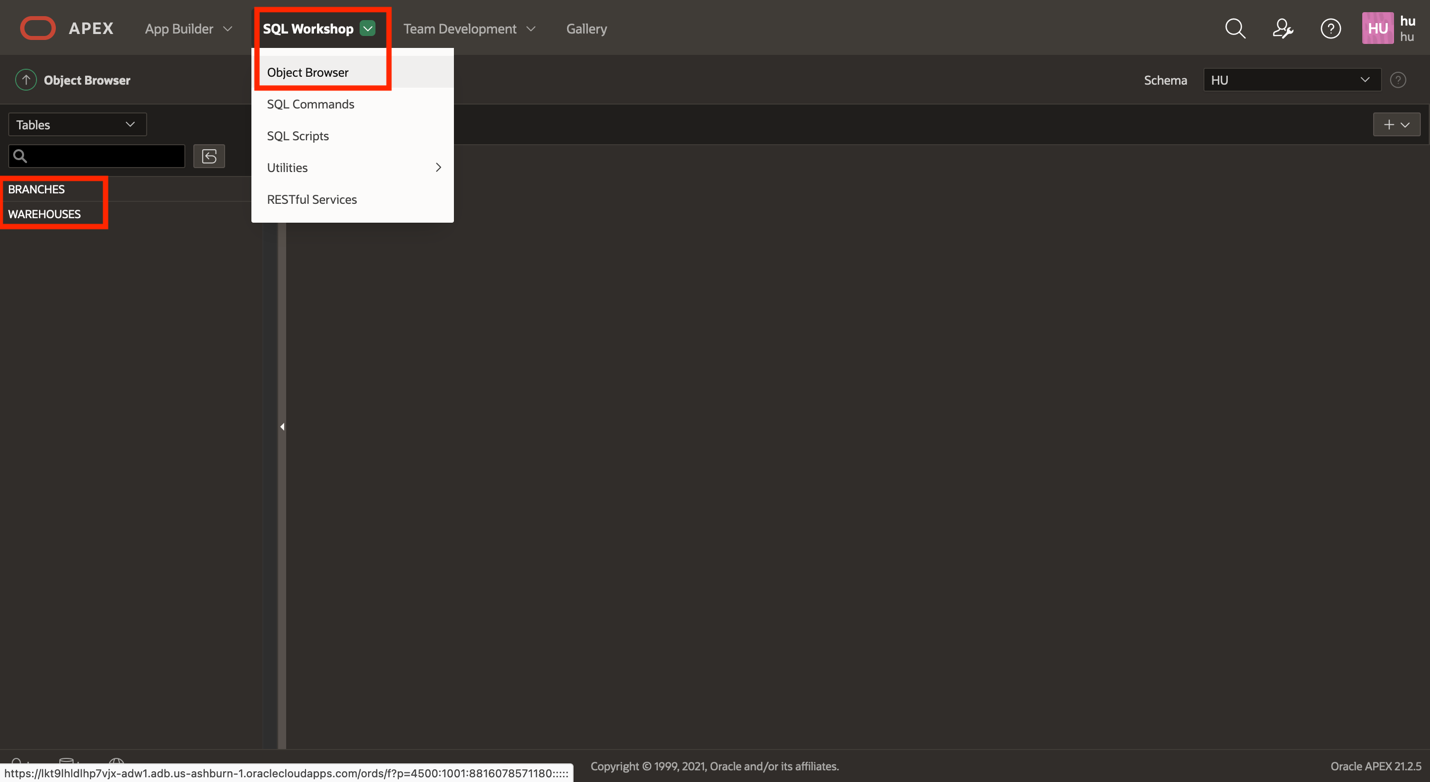 APEX
App Builder
SQL Workshop
Team Development
Gallery
HU
hu
hu
Object Browser
SQL Commands
SQL Scripts
Utilities
RESTful Services
Object Browser
Schema
HU
Tables
BRANCHES
WAREHOUSES
https://lkt9lhldlhp7vjx-adw1.adb.us-ashburn-1.oraclecloudapps.com/ords/f?p=4500:1001:8816078571180:::::
Copyright © 1999, 2021, Oracle and/or its affiliates.
Oracle APEX 21.2.5